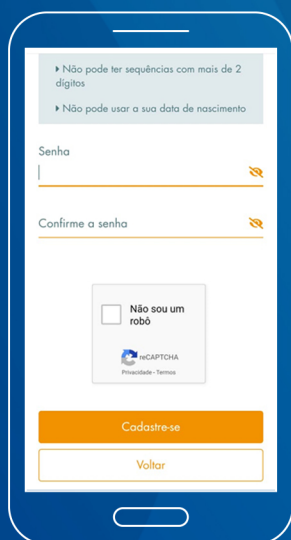 Não pode ter sequências com mais de 2
dígitos
Não pode usar a sua data de nascimento
Senha
Confirme a senha
Não sou um
robô
reCAPTCHA
Privacidade - Termos
Cadastre-se
Voltar